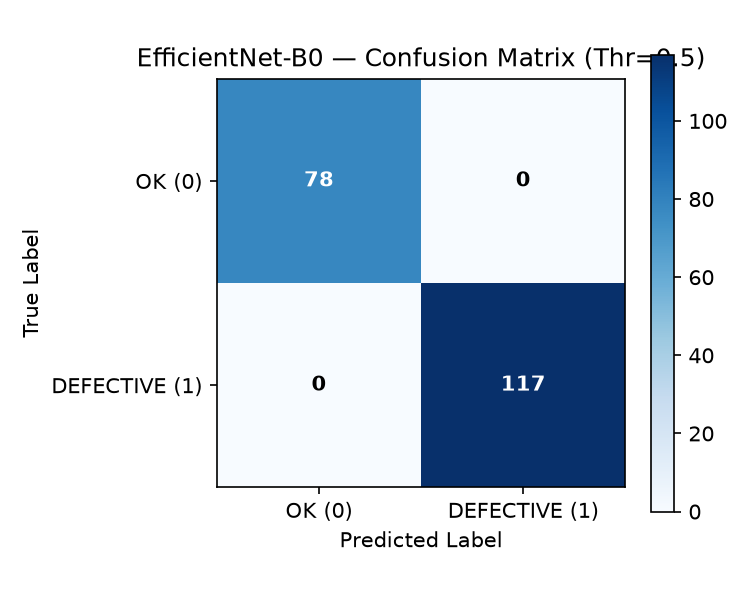 EfficientNet-B0 — Confusion Matrix (Thr=0.5)
True Label
OK (0)
78
0
DEFECTIVE (1)
0
117
OK (0)
DEFECTIVE (1)
Predicted Label
100
80
60
40
20
0